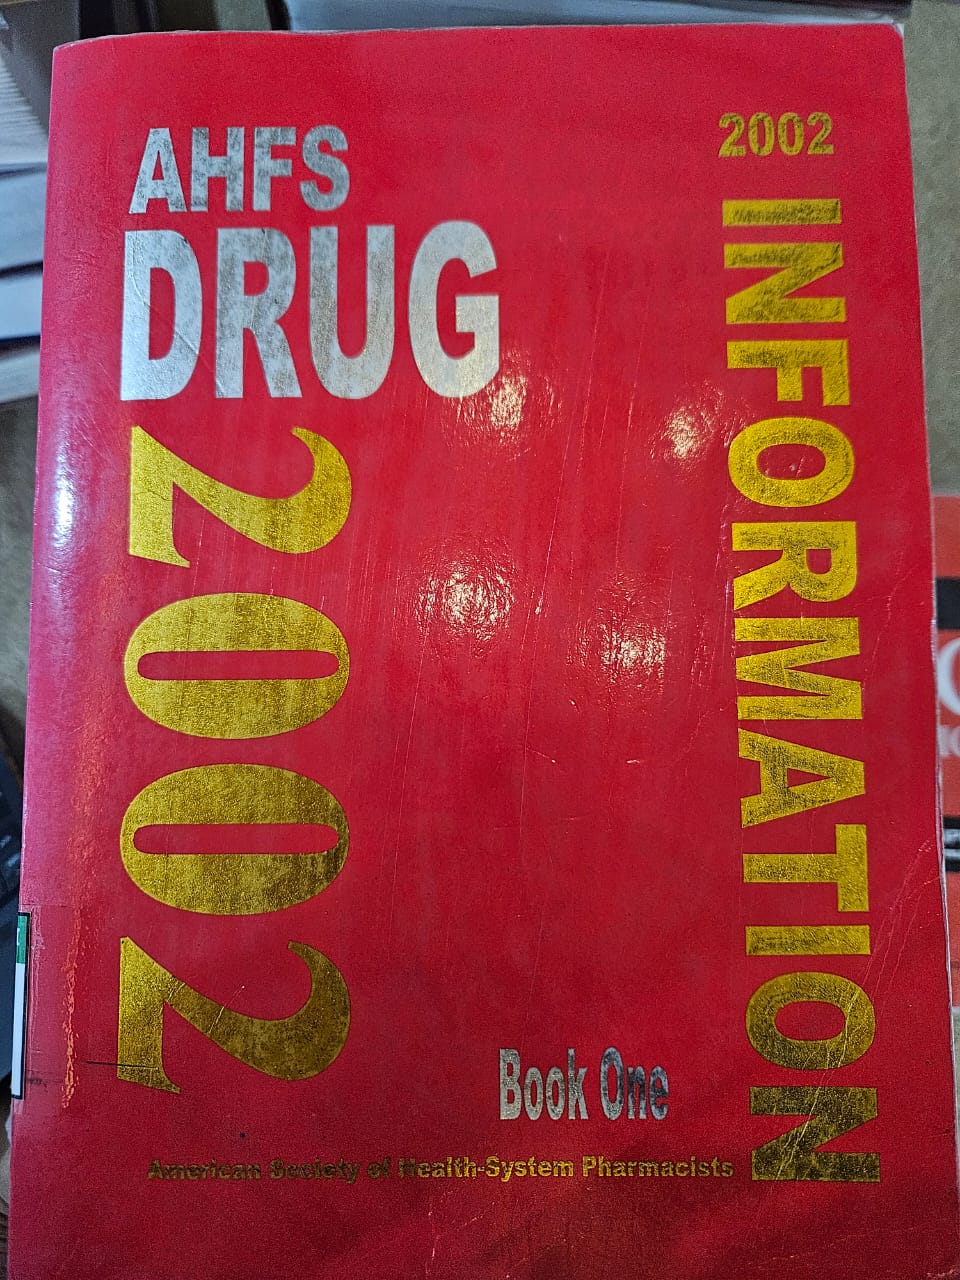 AHFS
DRUG
2002
2002
INFORMATION
Book One
American Society of Health-System Pharmacists